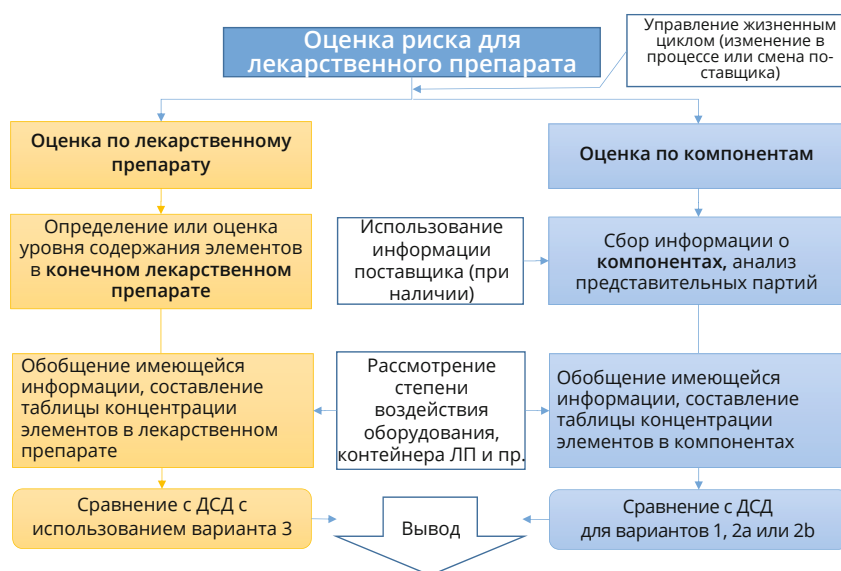 Оценка риска для
лекарственного препарата
Управление жизненным
циклом (изменение в
процессе или смена по-
ставщика)
Оценка по лекарственному
препарату
Оценка по компонентам
Определение или оценка
уровня содержания элементов
в конечном лекарственном
препарате
Использование
информации
поставщика (при
наличии)
Сбор информации о
компонентах, анализ
представительных партий
Обобщение имеющейся
информации, составление
таблицы концентрации
элементов в лекарственном
препарате
Рассмотрение
степени
воздействия
оборудования,
контейнера ЛП и пр.
Обобщение имеющейся
информации, составление
таблицы концентрации
элементов в компонентах
Сравнение с ДСД с
использованием варианта 3
Вывод
Сравнение с ДСД
для вариантов 1, 2a или 2b